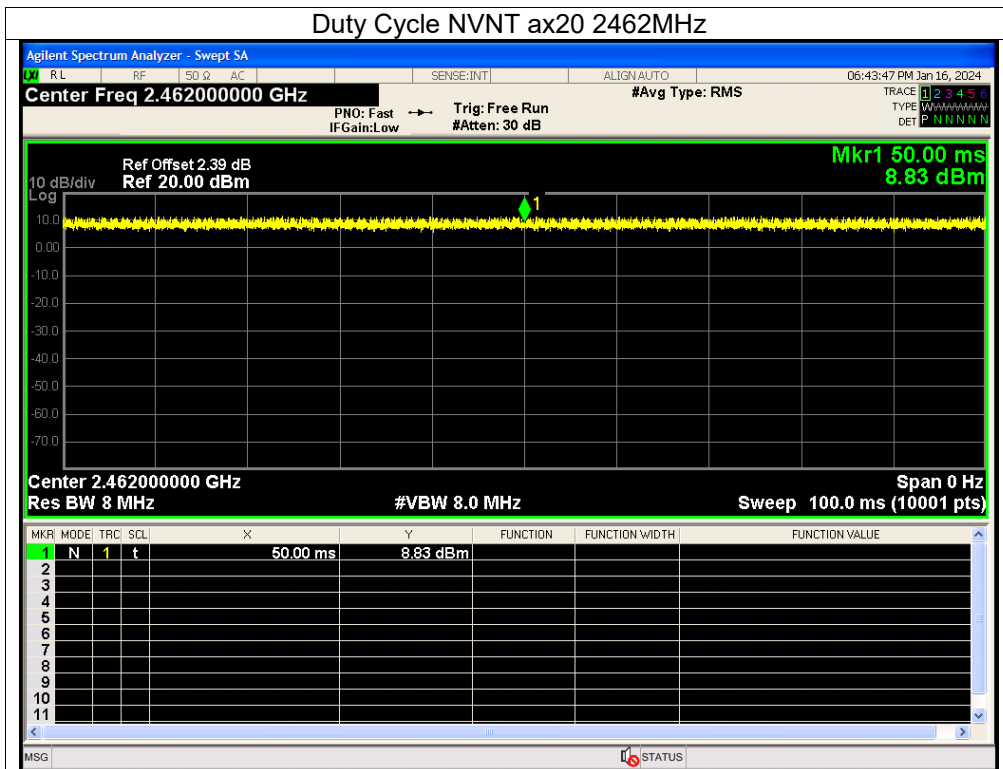 Duty Cycle NVNT ax20 2462MHz
Agilent Spectrum Analyzer - Swept SA
LXI RL RF 50 Ω AC SENSE:INT ALIGN AUTO 06:43:47 PM Jan 16, 2024
Center Freq 2.462000000 GHz #Avg Type: RMS TRACE 1 2 3 4 5 6
PNO: Fast Trig: Free Run TYPE WWWWWW
IFGain:Low #Atten: 30 dB DET P N N N N N
Mkr1 50.00 ms
8.83 dBm
Ref Offset 2.39 dB
10 dB/div Ref 20.00 dBm
Log
1
10.0
0.00
-10.0
-20.0
-30.0
-40.0
-50.0
-60.0
-70.0
Center 2.462000000 GHz Span 0 Hz
Res BW 8 MHz #VBW 8.0 MHz Sweep 100.0 ms (10001 pts)
MKR MODE TRC SCL X Y FUNCTION FUNCTION WIDTH FUNCTION VALUE
1 N 1 t 50.00 ms 8.83 dBm
2
3
4
5
6
7
8
9
10
11
MSG STATUS